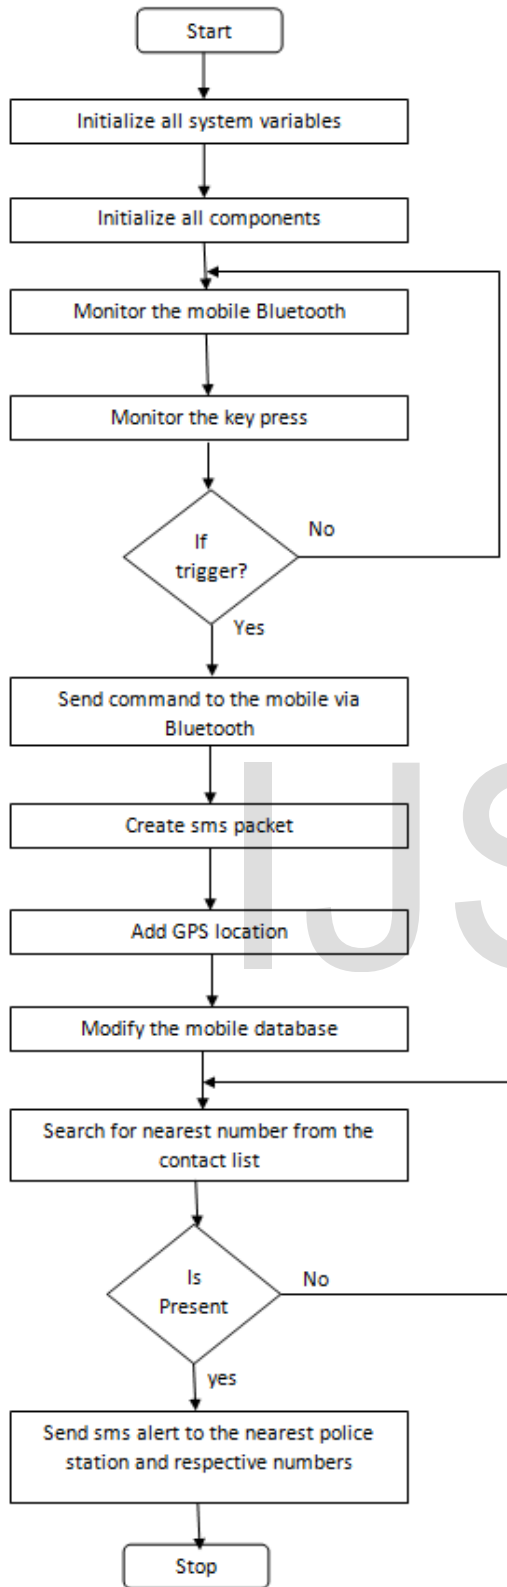 Start
Initialize all system variables
Initialize all components
Monitor the mobile Bluetooth
Monitor the key press
If
trigger?
No
Yes
Send command to the mobile via
Bluetooth
Create sms packet
Add GPS location
Modify the mobile database
Search for nearest number from the
contact list
Is
Present
No
yes
Send sms alert to the nearest police
station and respective numbers
Stop
IJS